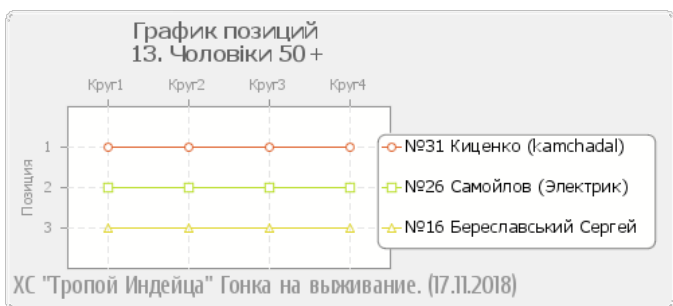 График позиций
13. Чоловіки 50+
Круг1 Круг2 Круг3 Круг4
Позиция
1
2
3
№31 Киценко (kamchadal)
№26 Самойлов (Электрик)
№16 Береславський Сергей
ХС "Тропой Индейца" Гонка на выживание. (17.11.2018)